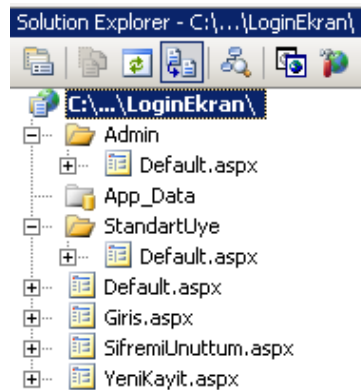 Solution Explorer - C:\...\LoginEkran\
C:\...\LoginEkran\
Admin
Default.aspx
App_Data
StandartUye
Default.aspx
Default.aspx
Giris.aspx
SifremiUnuttum.aspx
YeniKayit.aspx